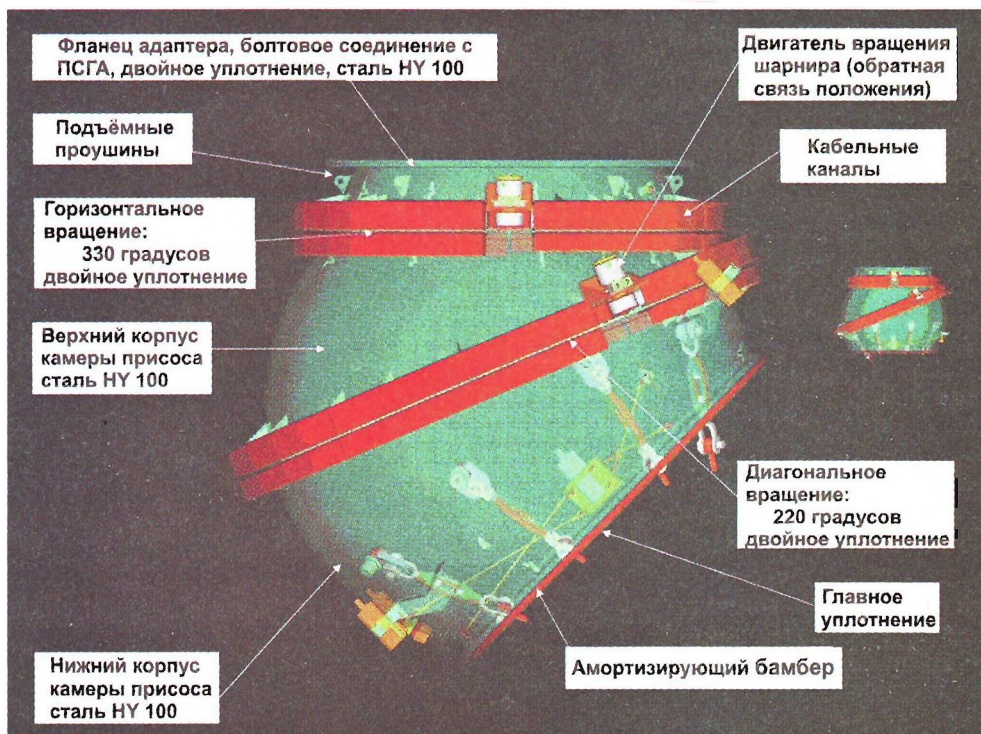 Фланец адаптера, болтовое соединение с
ПСГА, двойное уплотнение, сталь HY 100
Подъёмные
проушины
Горизонтальное
вращение:
330 градусов
двойное уплотнение
Верхний корпус
камеры присоса
сталь HY 100
Нижний корпус
камеры присоса
сталь HY 100
Двигатель вращения
шарнира (обратная
связь положения)
Кабельные
каналы
Диагональное
вращение:
220 градусов
двойное уплотнение
Главное
уплотнение
Амортизирующий бамбер